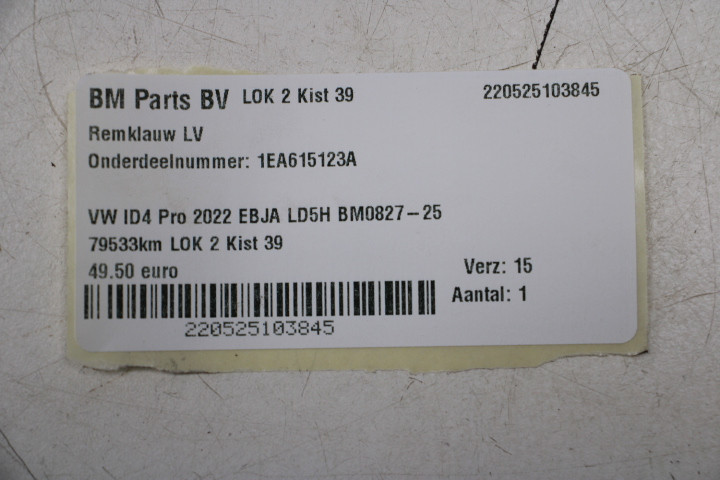 BM Parts BV LOK 2 Kist 39 220525103845
Remklauw LV
Onderdeelnummer: 1EA615123A
VW ID4 Pro 2022 EBJA LD5H BM0827-25
79533km LOK 2 Kist 39
49.50 euro Verz: 15
Aantal: 1
220525103845